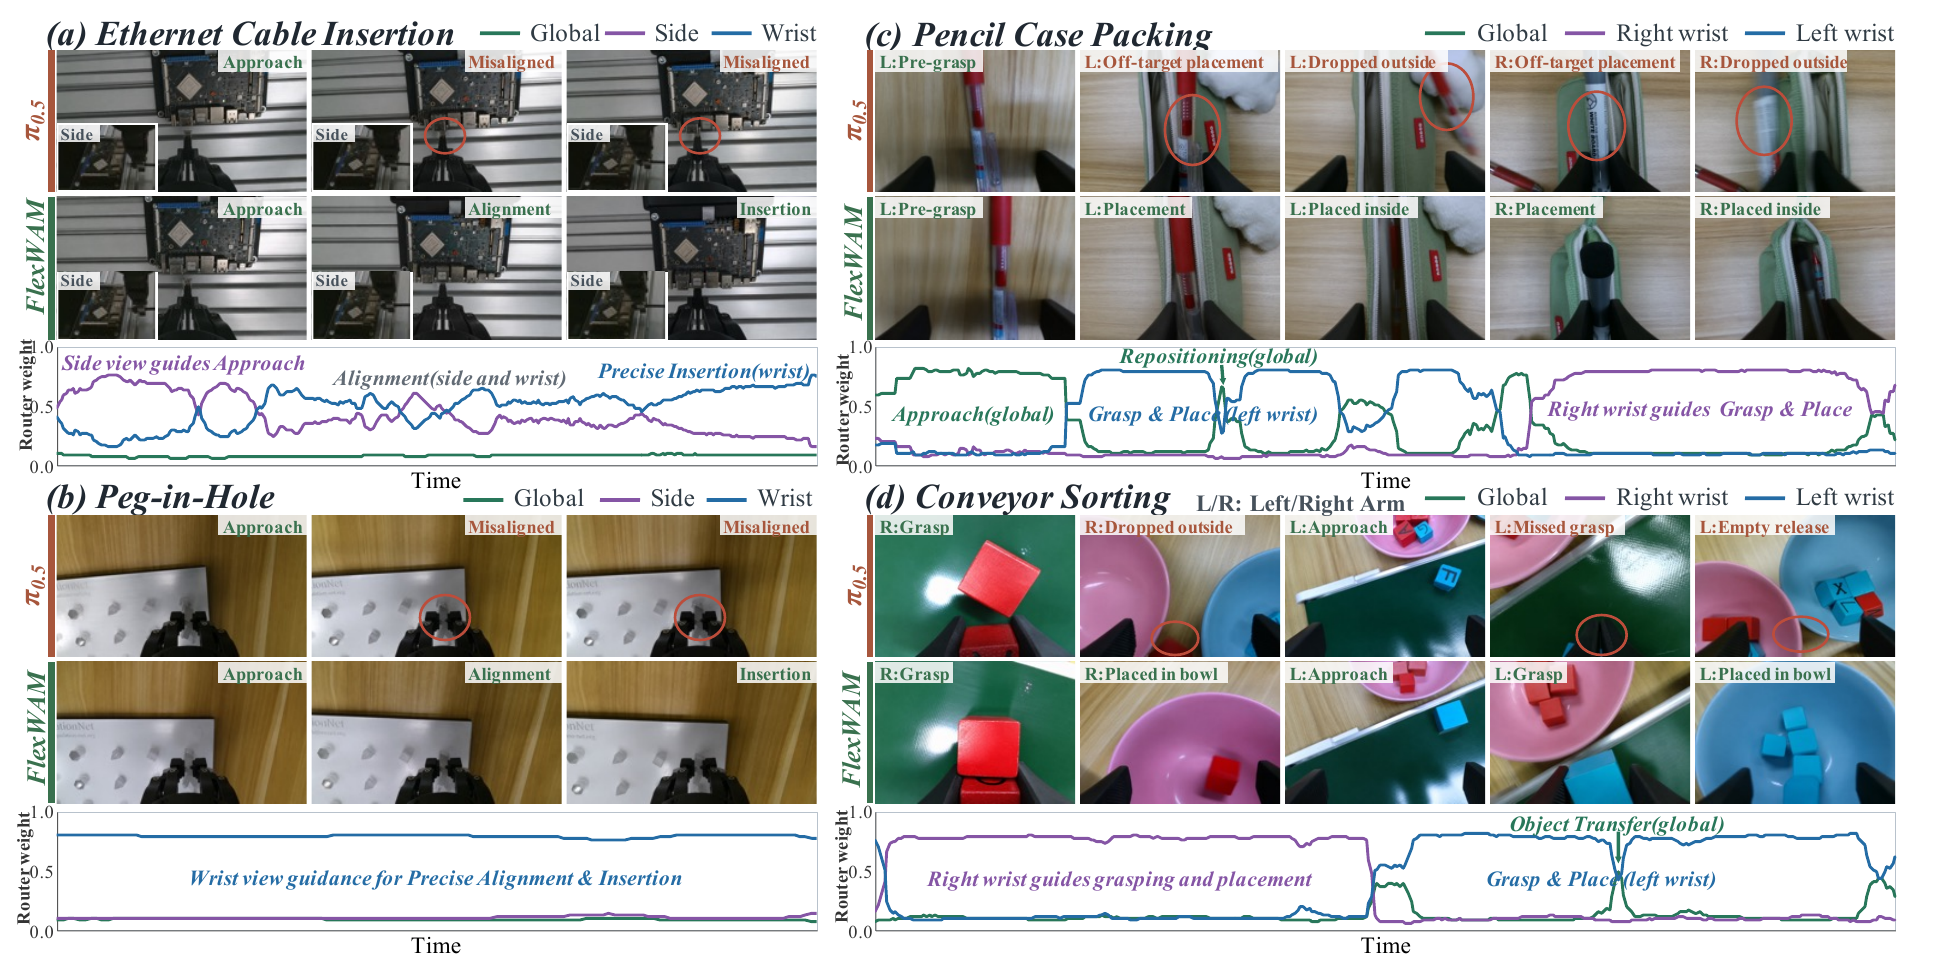 (a) Ethernet Cable Insertion
Global
Side
Wrist
π0.5
Approach
Side
Misaligned
Side
Misaligned
Side
FlexWAM
Approach
Side
Alignment
Side
Insertion
Side
Router weight
1.0
0.5
0.0
Side view guides Approach
Alignment(side and wrist)
Precise Insertion(wrist)
Time
(b) Peg-in-Hole
Global
Side
Wrist
π0.5
Approach
Misaligned
Misaligned
FlexWAM
Approach
Alignment
Insertion
Router weight
1.0
0.5
0.0
Wrist view guidance for Precise Alignment & Insertion
Time
(c) Pencil Case Packing
Global
Right wrist
Left wrist
π0.5
L:Pre-grasp
L:Off-target placement
L:Dropped outside
R:Off-target placement
R:Dropped outside
FlexWAM
L:Pre-grasp
L:Placement
L:Placed inside
R:Placement
R:Placed inside
Router weight
1.0
0.5
0.0
Repositioning(global)
Approach(global)
Grasp & Place(left wrist)
Right wrist guides Grasp & Place
Time
(d) Conveyor Sorting
L/R: Left/Right Arm
Global
Right wrist
Left wrist
π0.5
R:Grasp
R:Dropped outside
L:Approach
L:Missed grasp
L:Empty release
FlexWAM
R:Grasp
R:Placed in bowl
L:Approach
L:Grasp
L:Placed in bowl
Router weight
1.0
0.5
0.0
Object Transfer(global)
Right wrist guides grasping and placement
Grasp & Place(left wrist)
Time